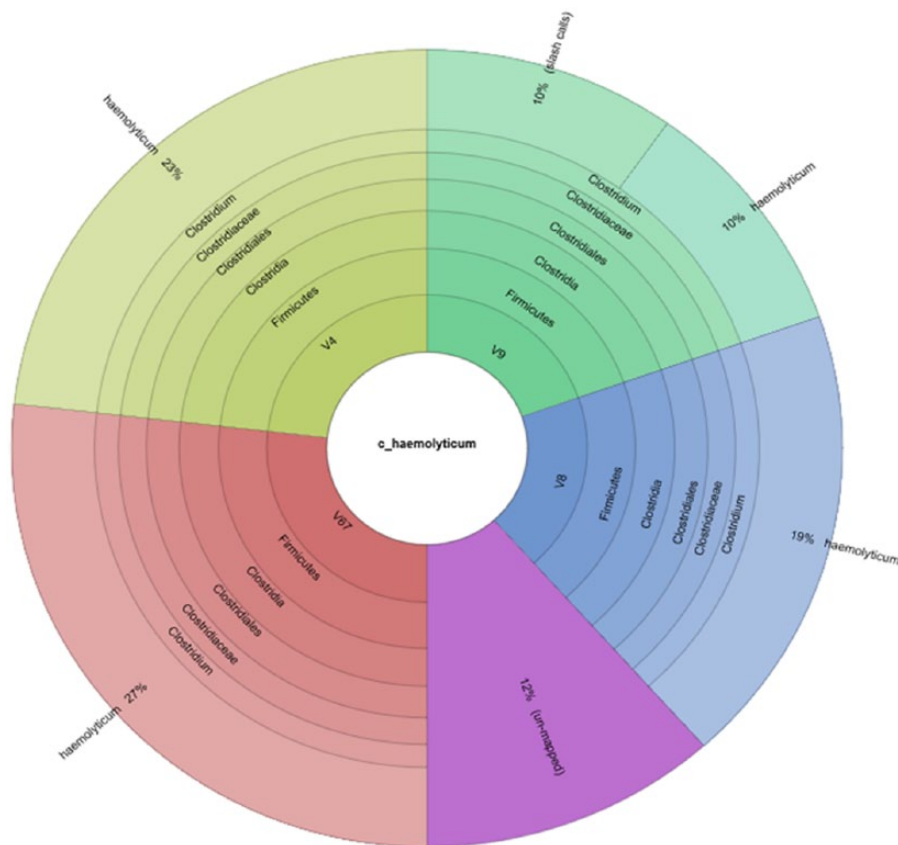 c_haemolyticum
V4
Firmicutes
Clostridia
Clostridiales
Clostridiaceae
Clostridium
haemolyticum 23%
V9
Firmicutes
Clostridia
Clostridiales
Clostridiaceae
Clostridium
10% (slash calls)
10% haemolyticum
V8
Firmicutes
Clostridia
Clostridiales
Clostridiaceae
Clostridium
19% haemolyticum
12% (un-mapped)
V67
Firmicutes
Clostridia
Clostridiales
Clostridiaceae
Clostridium
haemolyticum 27%